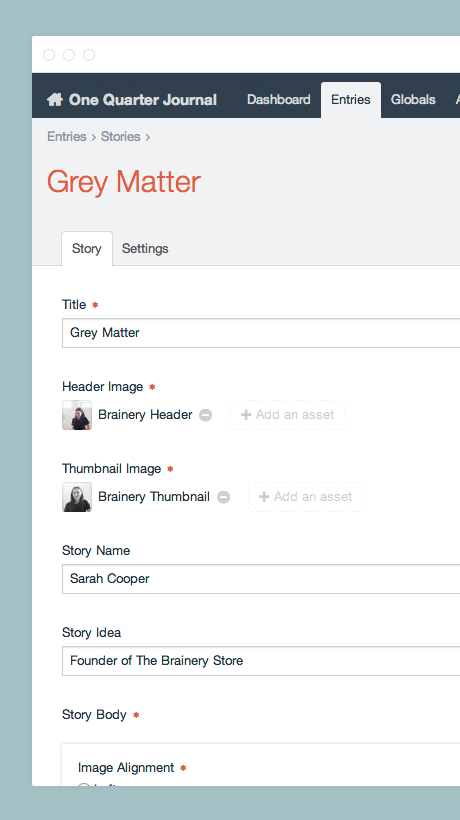 One Quarter Journal Dashboard Entries Globals
Entries › Stories ›
Grey Matter
Story Settings
Title *
Grey Matter
Header Image *
Brainery Header + Add an asset
Thumbnail Image *
Brainery Thumbnail + Add an asset
Story Name
Sarah Cooper
Story Idea
Founder of The Brainery Store
Story Body *
Image Alignment *